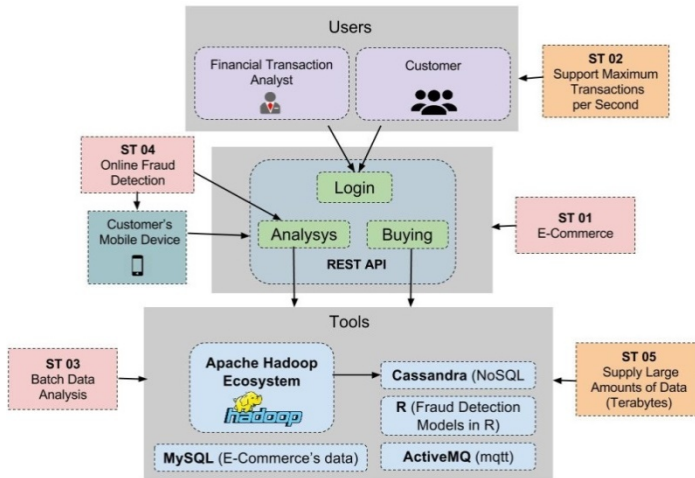 Users
Financial Transaction
Analyst
Customer
ST 02
Support Maximum
Transactions
per Second
ST 04
Online Fraud
Detection
Customer's
Mobile Device
Login
Analysys
Buying
REST API
ST 01
E-Commerce
Tools
ST 03
Batch Data
Analysis
Apache Hadoop
Ecosystem
hadoop
Cassandra (NoSQL
R (Fraud Detection
Models in R)
MySQL (E-Commerce's data)
ActiveMQ (mqtt)
ST 05
Supply Large
Amounts of Data
(Terabytes)